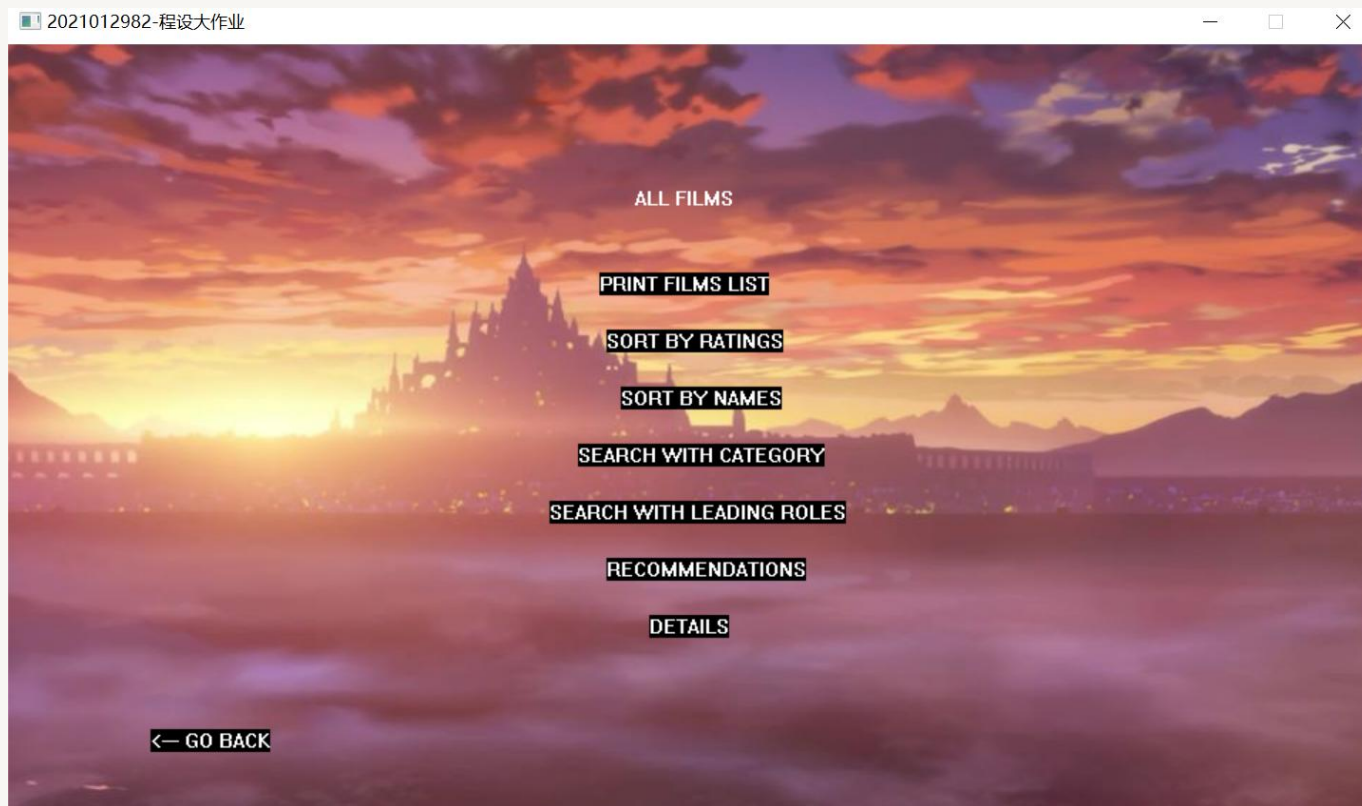 2021012982-程设大作业
ALL FILMS
PRINT FILMS LIST
SORT BY RATINGS
SORT BY NAMES
SEARCH WITH CATEGORY
SEARCH WITH LEADING ROLES
RECOMMENDATIONS
DETAILS
<— GO BACK